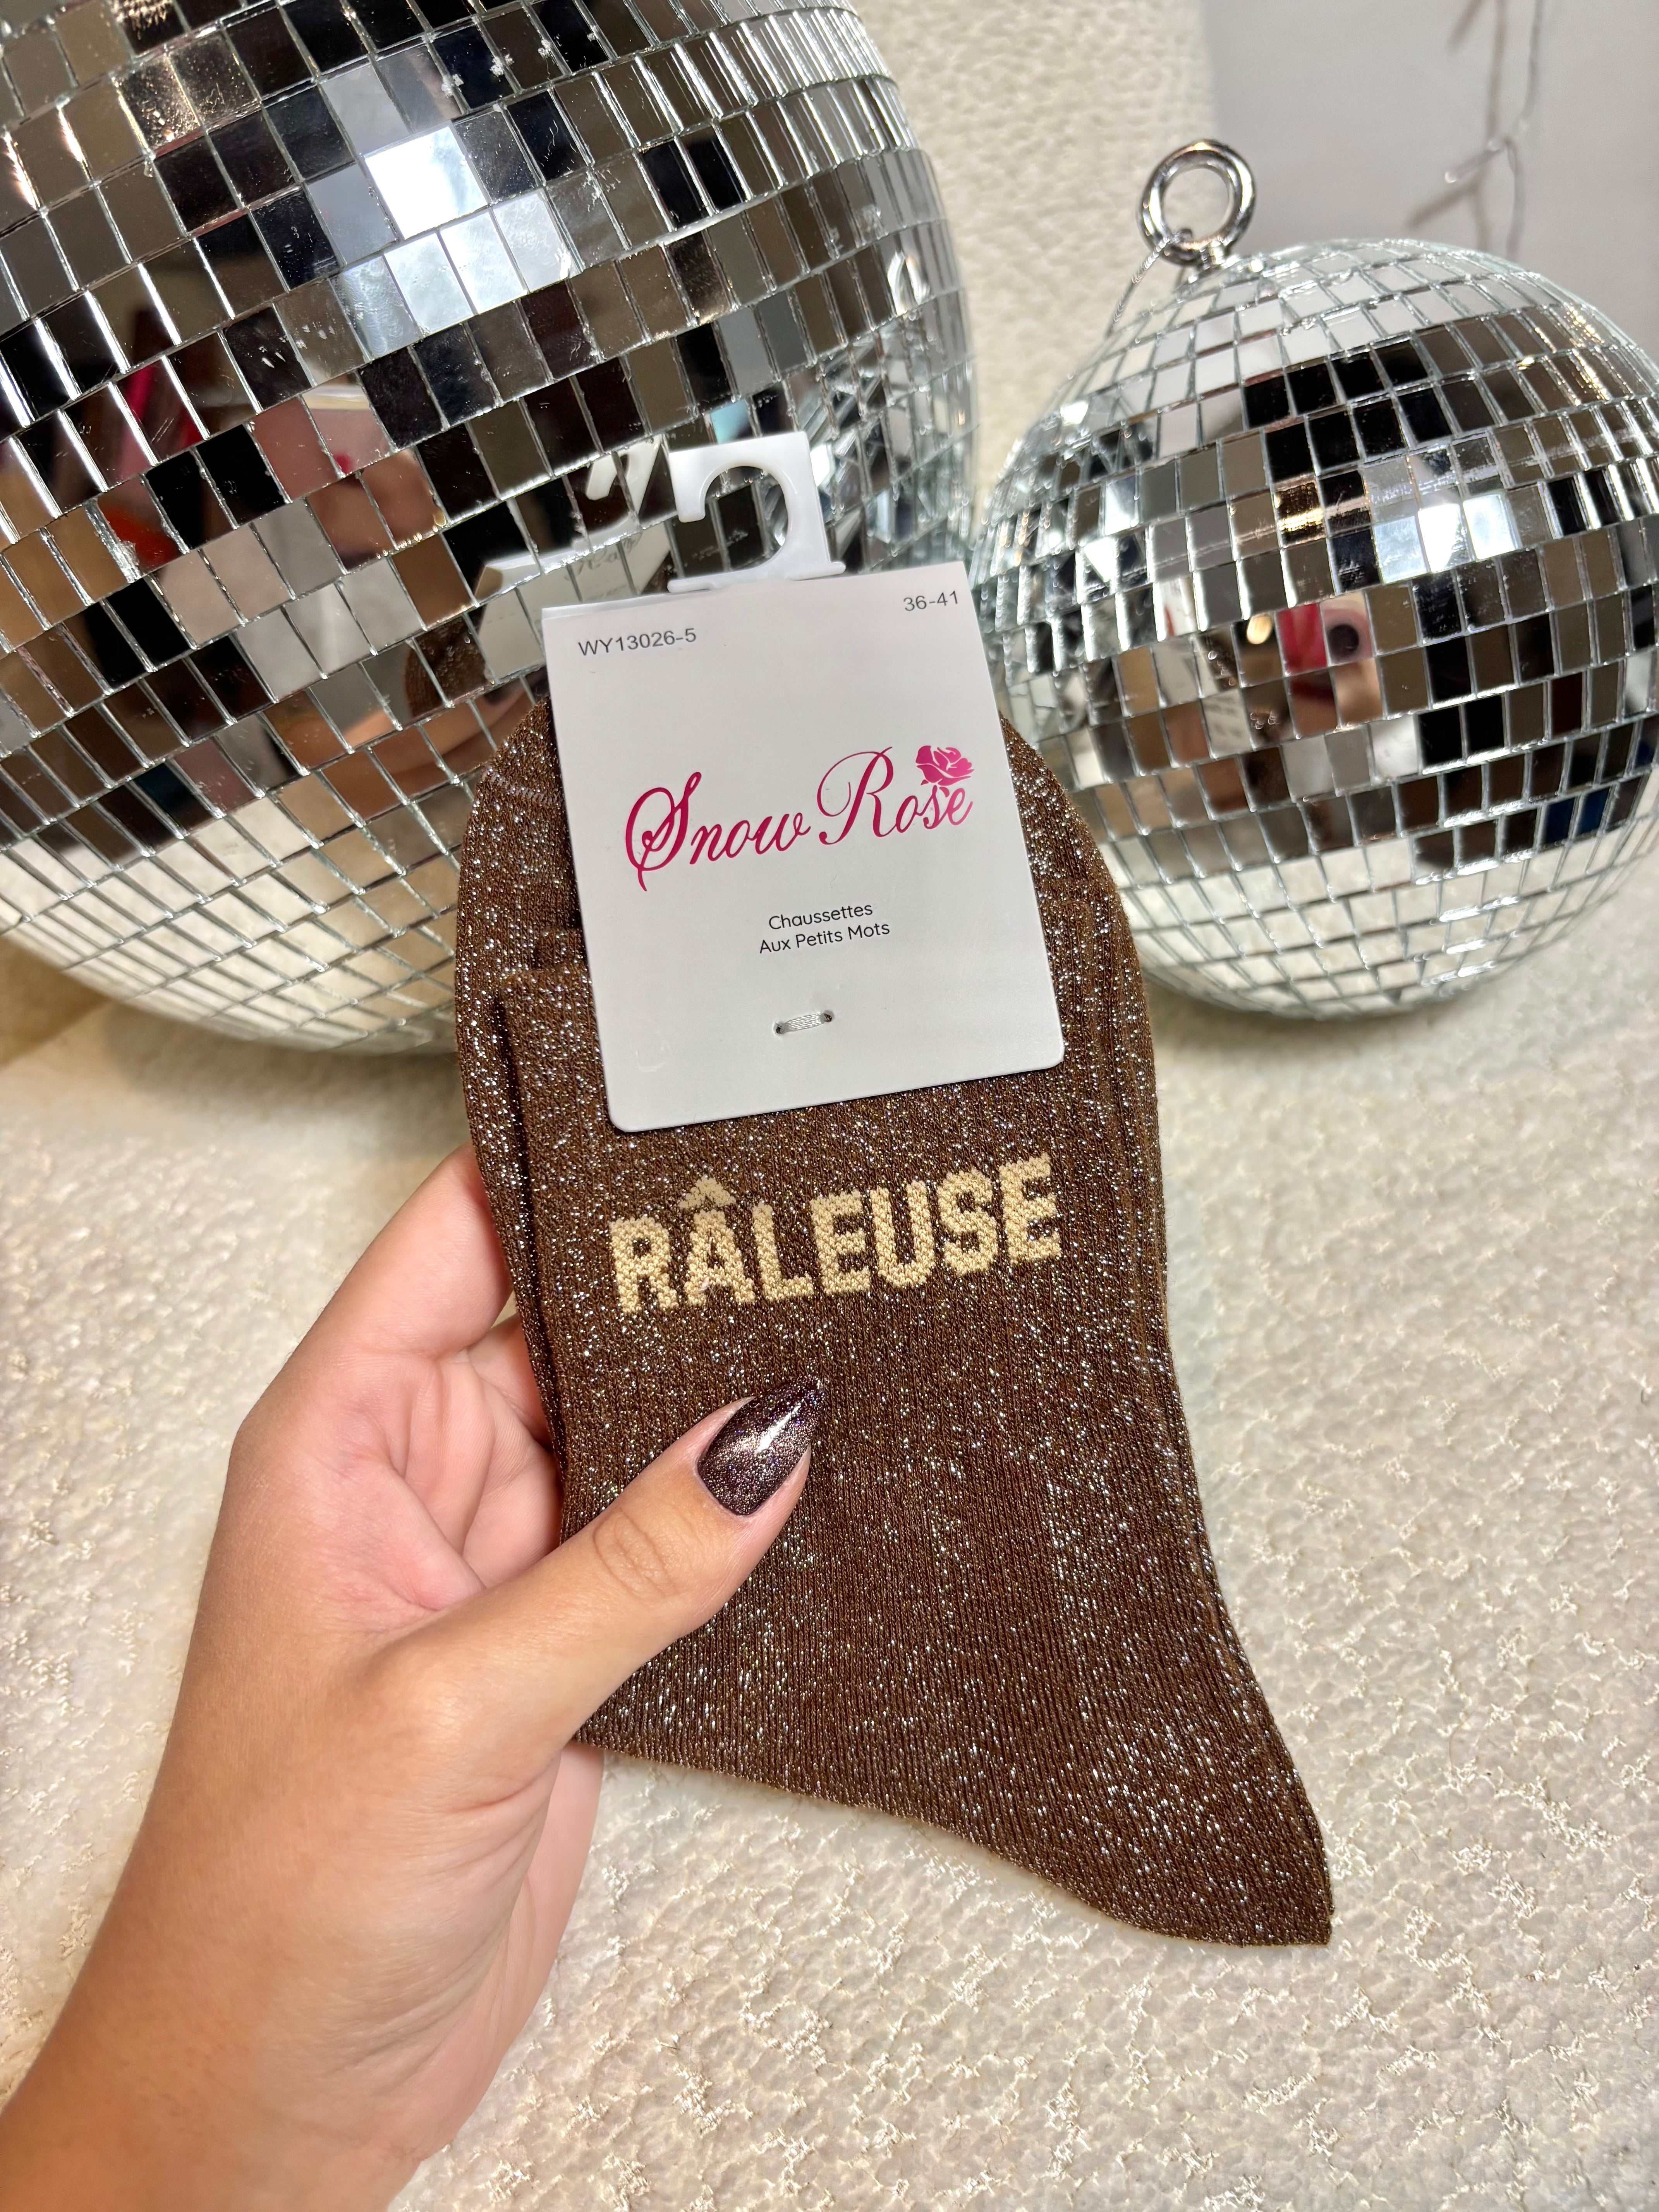 WY13026-5
36-41
Snow Rose
Chaussettes
Aux Petits Mots
RÂLEUSE